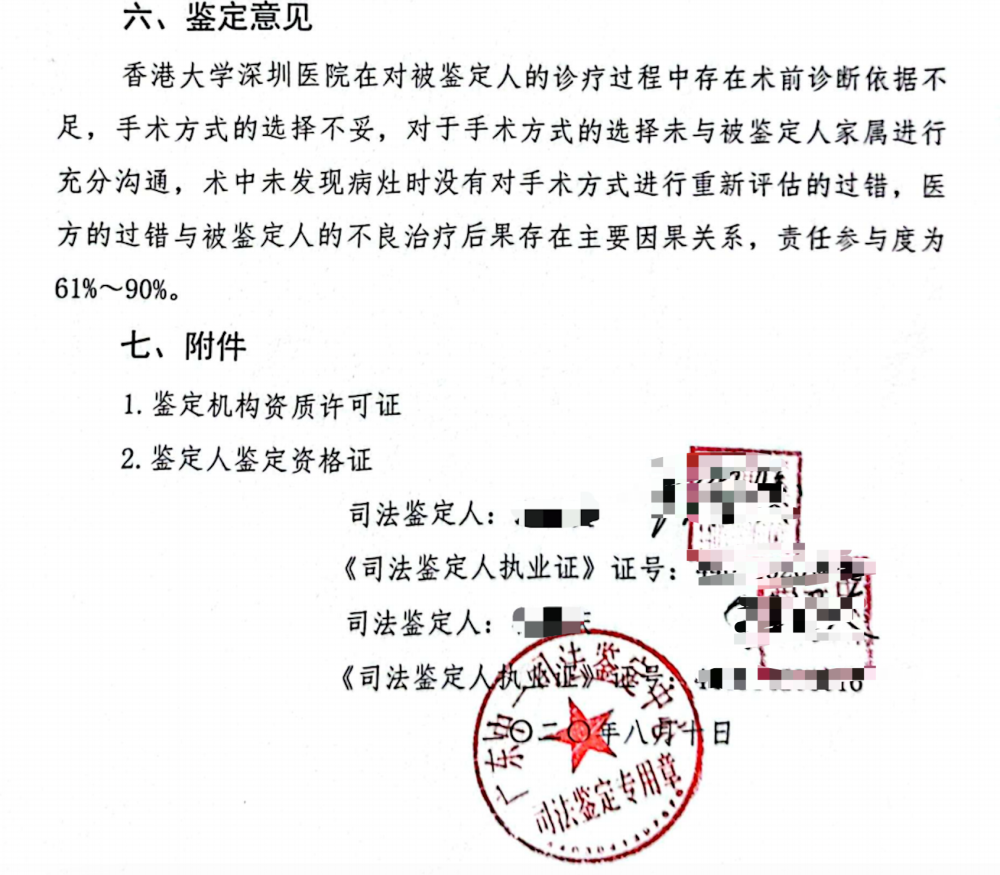 六、鉴定意见
香港大学深圳医院在对被鉴定人的诊疗过程中存在术前诊断依据不
足，手术方式的选择不妥，对于手术方式的选择未与被鉴定人家属进行
充分沟通，术中未发现病灶时没有对手术方式进行重新评估的过错，医
方的过错与被鉴定人的不良治疗后果存在主要因果关系，责任参与度为
61%～90%。
七、附件
1.鉴定机构资质许可证
2.鉴定人鉴定资格证
司法鉴定人：
《司法鉴定人执业证》证号：
司法鉴定人：
《司法鉴定人执业证》证号：
〇二〇年八月十日
广东中一司法鉴定中心
司法鉴定专用章